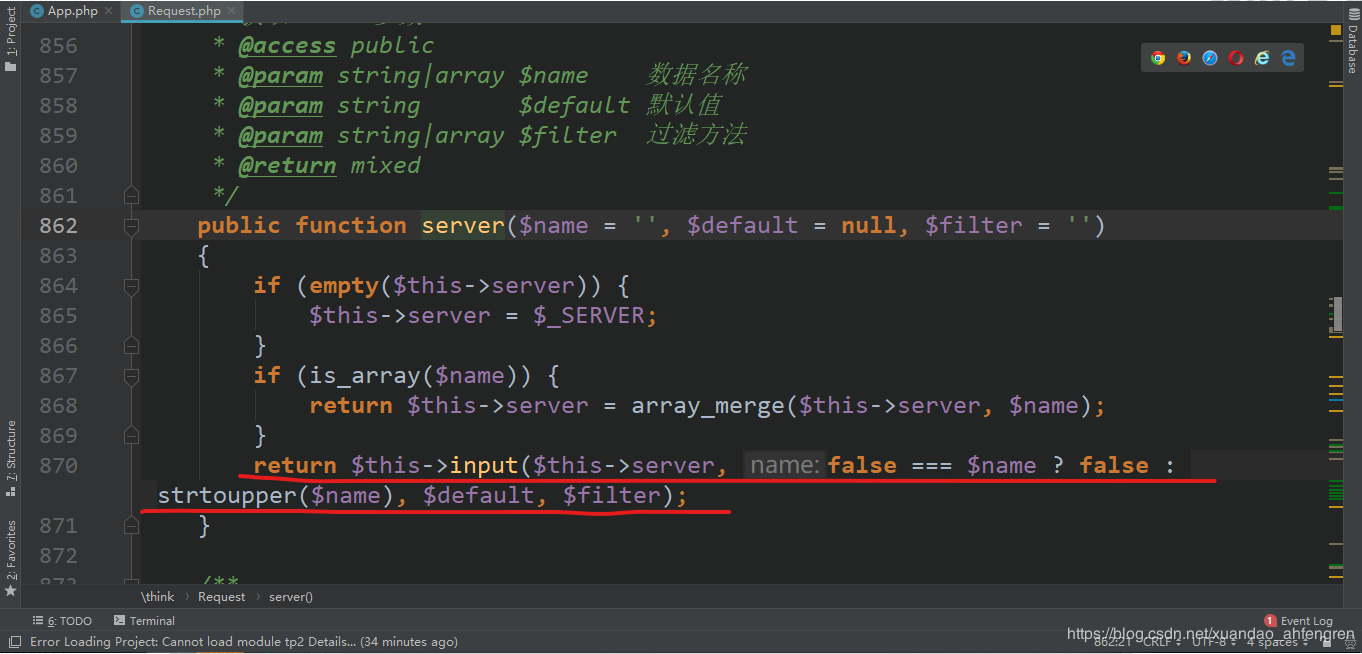 App.php
Request.php
1: Project
Database
856 * @access public
857 * @param string|array $name 数据名称
858 * @param string $default 默认值
859 * @param string|array $filter 过滤方法
860 * @return mixed
861 */
862 public function server($name = '', $default = null, $filter = '')
863 {
864 if (empty($this->server)) {
865 $this->server = $_SERVER;
866 }
867 if (is_array($name)) {
868 return $this->server = array_merge($this->server, $name);
869 }
870 return $this->input($this->server, name: false === $name ? false :
strtoupper($name), $default, $filter);
871 }
872
873 /**
7: Structure
2: Favorites
\think › Request › server()
6: TODO Terminal
1 Event Log
Error Loading Project: Cannot load module tp2 Details... (34 minutes ago)
862:21 CRLF UTF-8 4 spaces
https://blog.csdn.net/xuandao_ahfengren